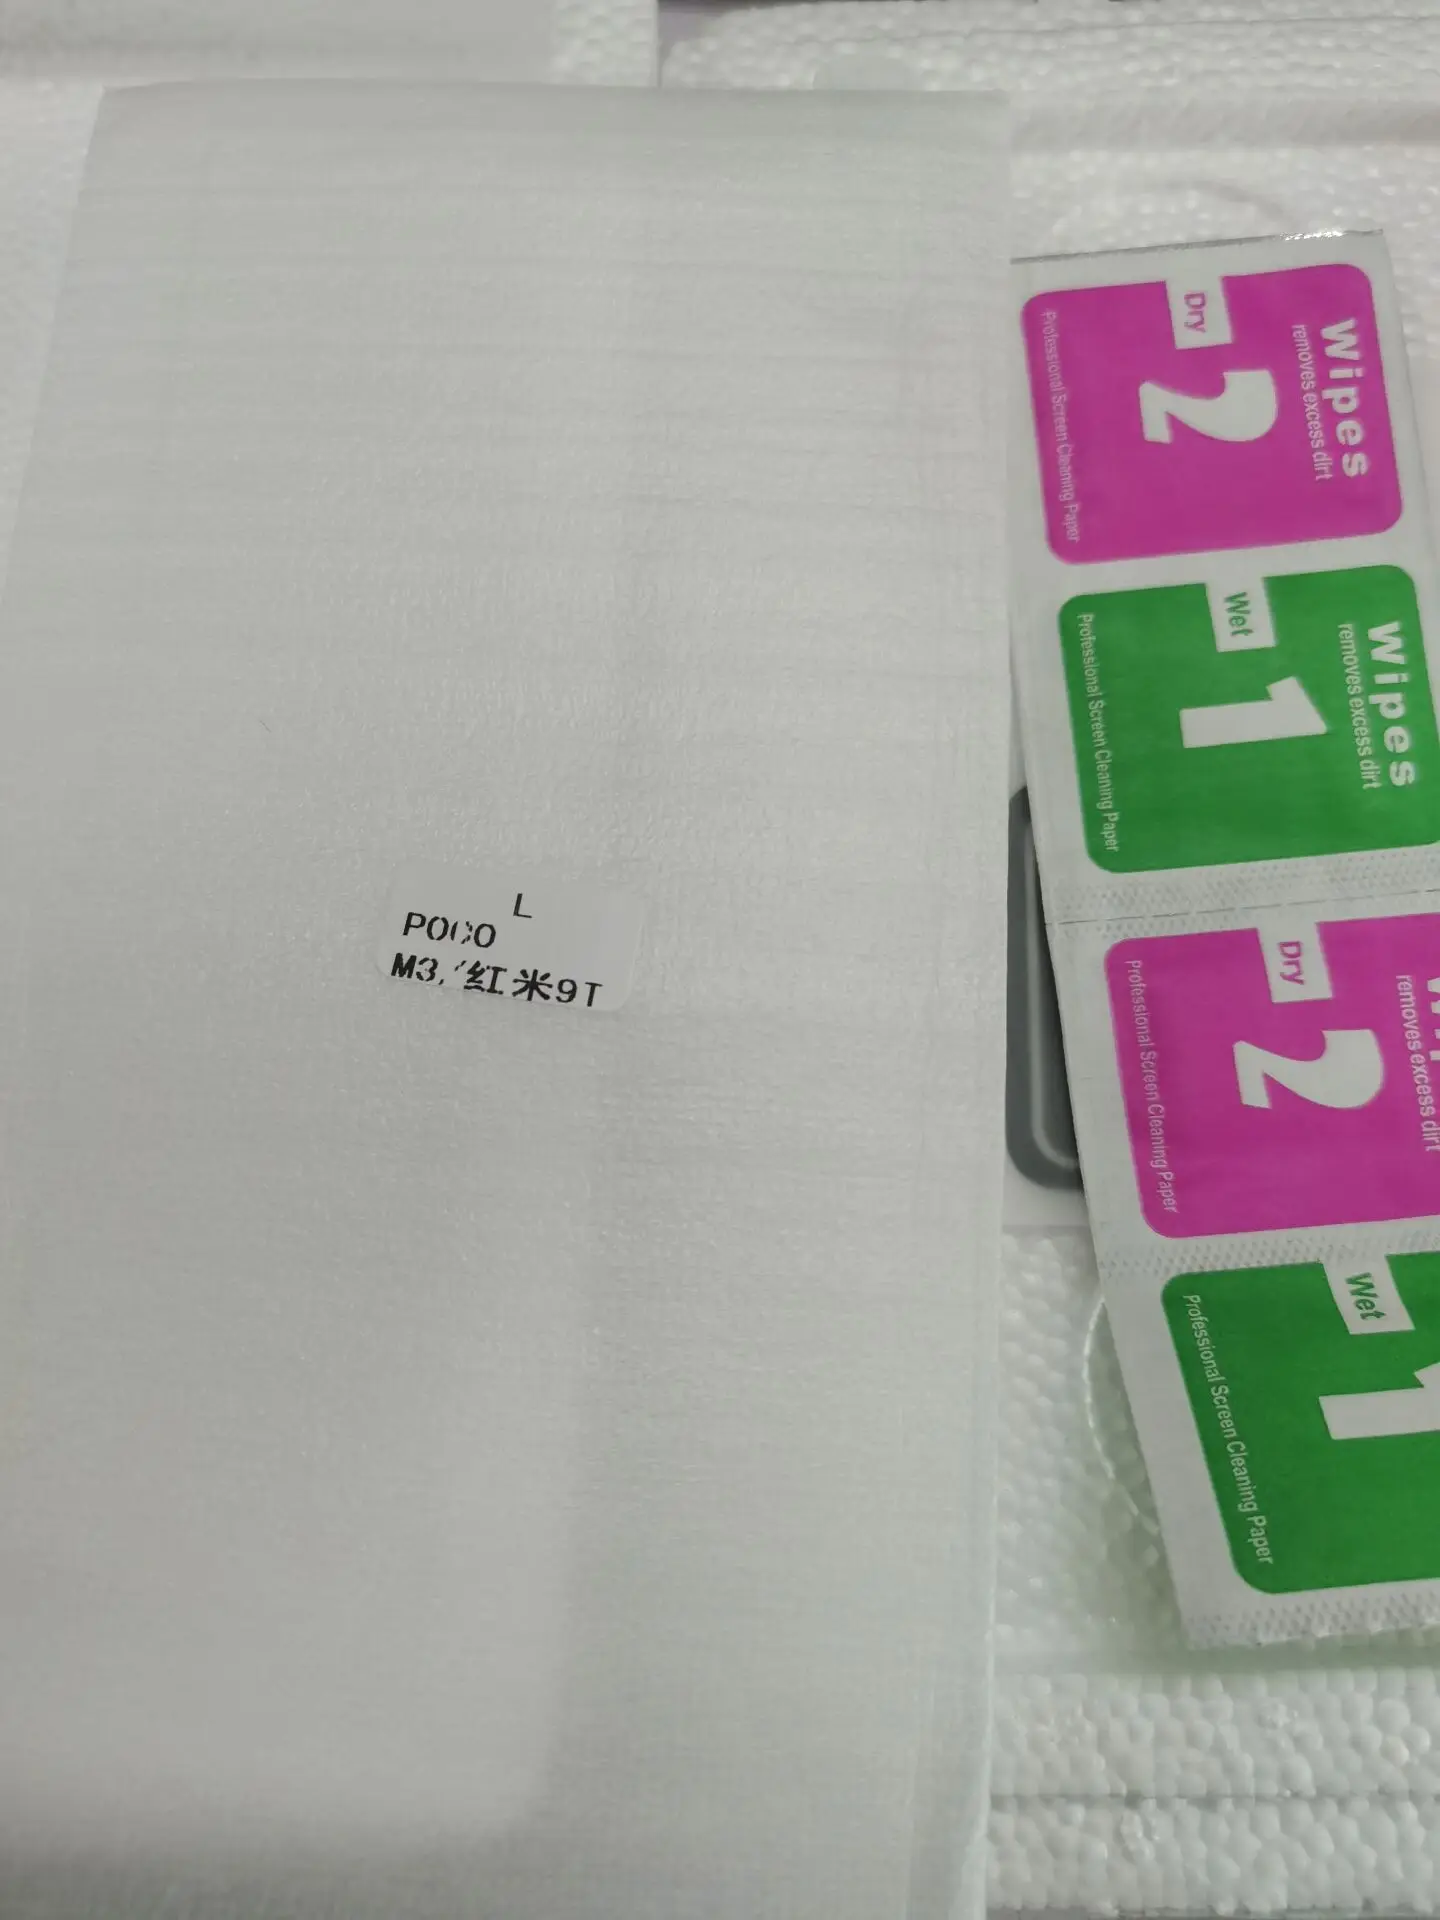 L
POCO
M3/红米9T
Wipes
removes excess dirt
2
Dry
Professional Screen Cleaning Paper
Wipes
removes excess dirt
1
Wet
Professional Screen Cleaning Paper
removes excess dirt
2
Dry
Professional Screen Cleaning Paper
1
Wet
Professional Screen Cleaning Paper